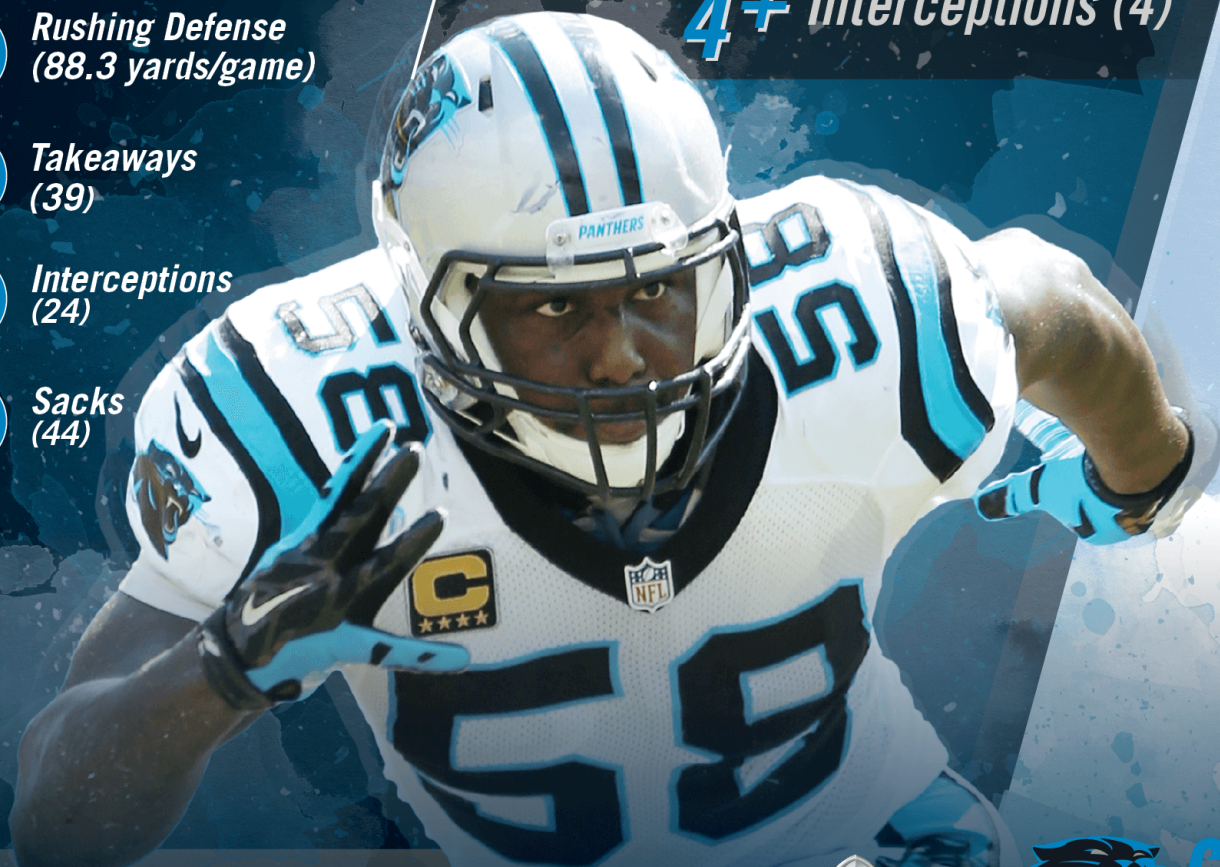 4+ Interceptions (4)
Rushing Defense
(88.3 yards/game)
Takeaways
(39)
Interceptions
(24)
Sacks
(44)
PANTHERS
58
58
C
NFL
58